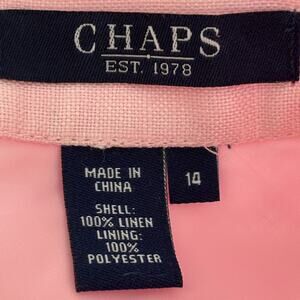 CHAPS
EST. 1978
MADE IN
CHINA
14
SHELL:
100% LINEN
LINING:
100%
POLYESTER